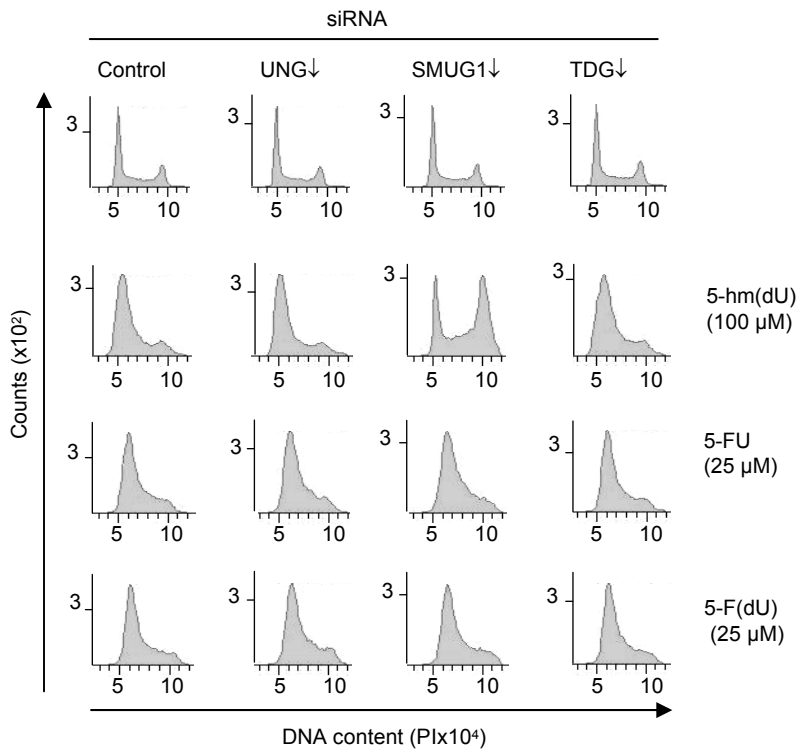 siRNA
Control UNG↓ SMUG1↓ TDG↓
3 3 3 3
5 10 5 10 5 10 5 10
3 3 3 3
5-hm(dU)
(100 µM)
5 10 5 10 5 10 5 10
3 3 3 3
5-FU
(25 µM)
5 10 5 10 5 10 5 10
3 3 3 3
5-F(dU)
(25 µM)
5 10 5 10 5 10 5 10
Counts (x10²)
DNA content (PIx10⁴)